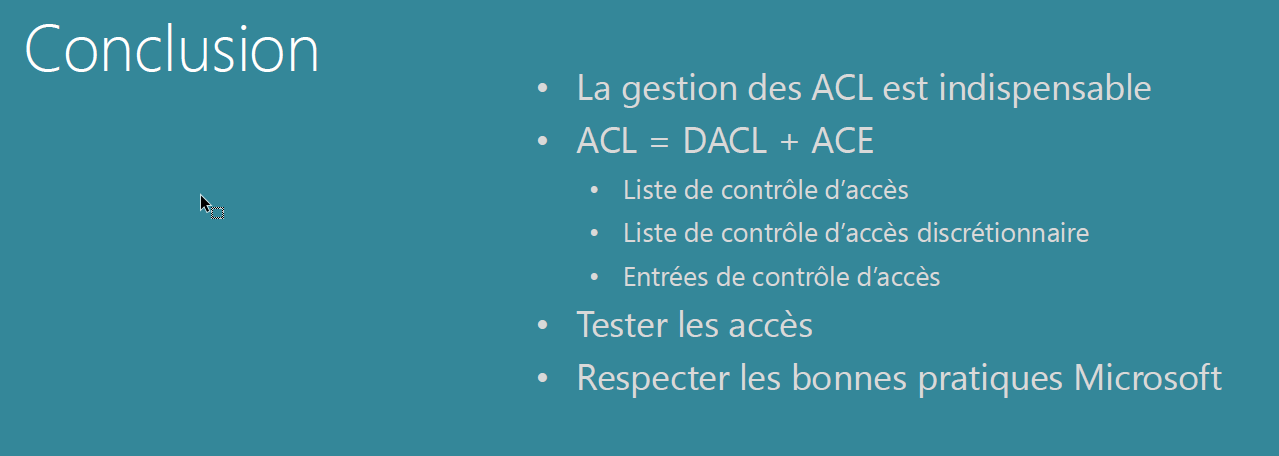 Conclusion
• La gestion des ACL est indispensable
• ACL = DACL + ACE
• Liste de contrôle d’accès
• Liste de contrôle d’accès discrétionnaire
• Entrées de contrôle d’accès
• Tester les accès
• Respecter les bonnes pratiques Microsoft